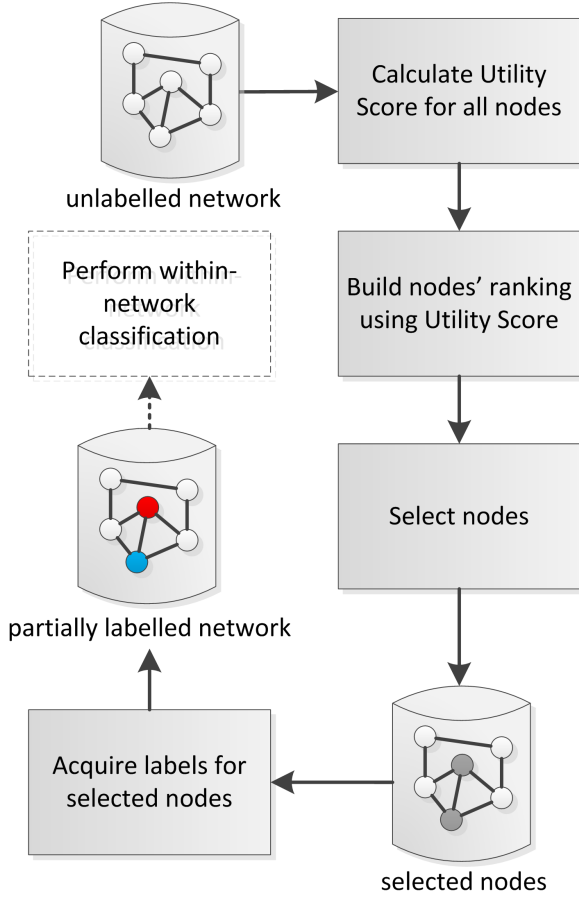 unlabelled network
Calculate Utility
Score for all nodes
Build nodes' ranking
using Utility Score
Select nodes
selected nodes
Acquire labels for
selected nodes
partially labelled network
Perform within-
network
classification